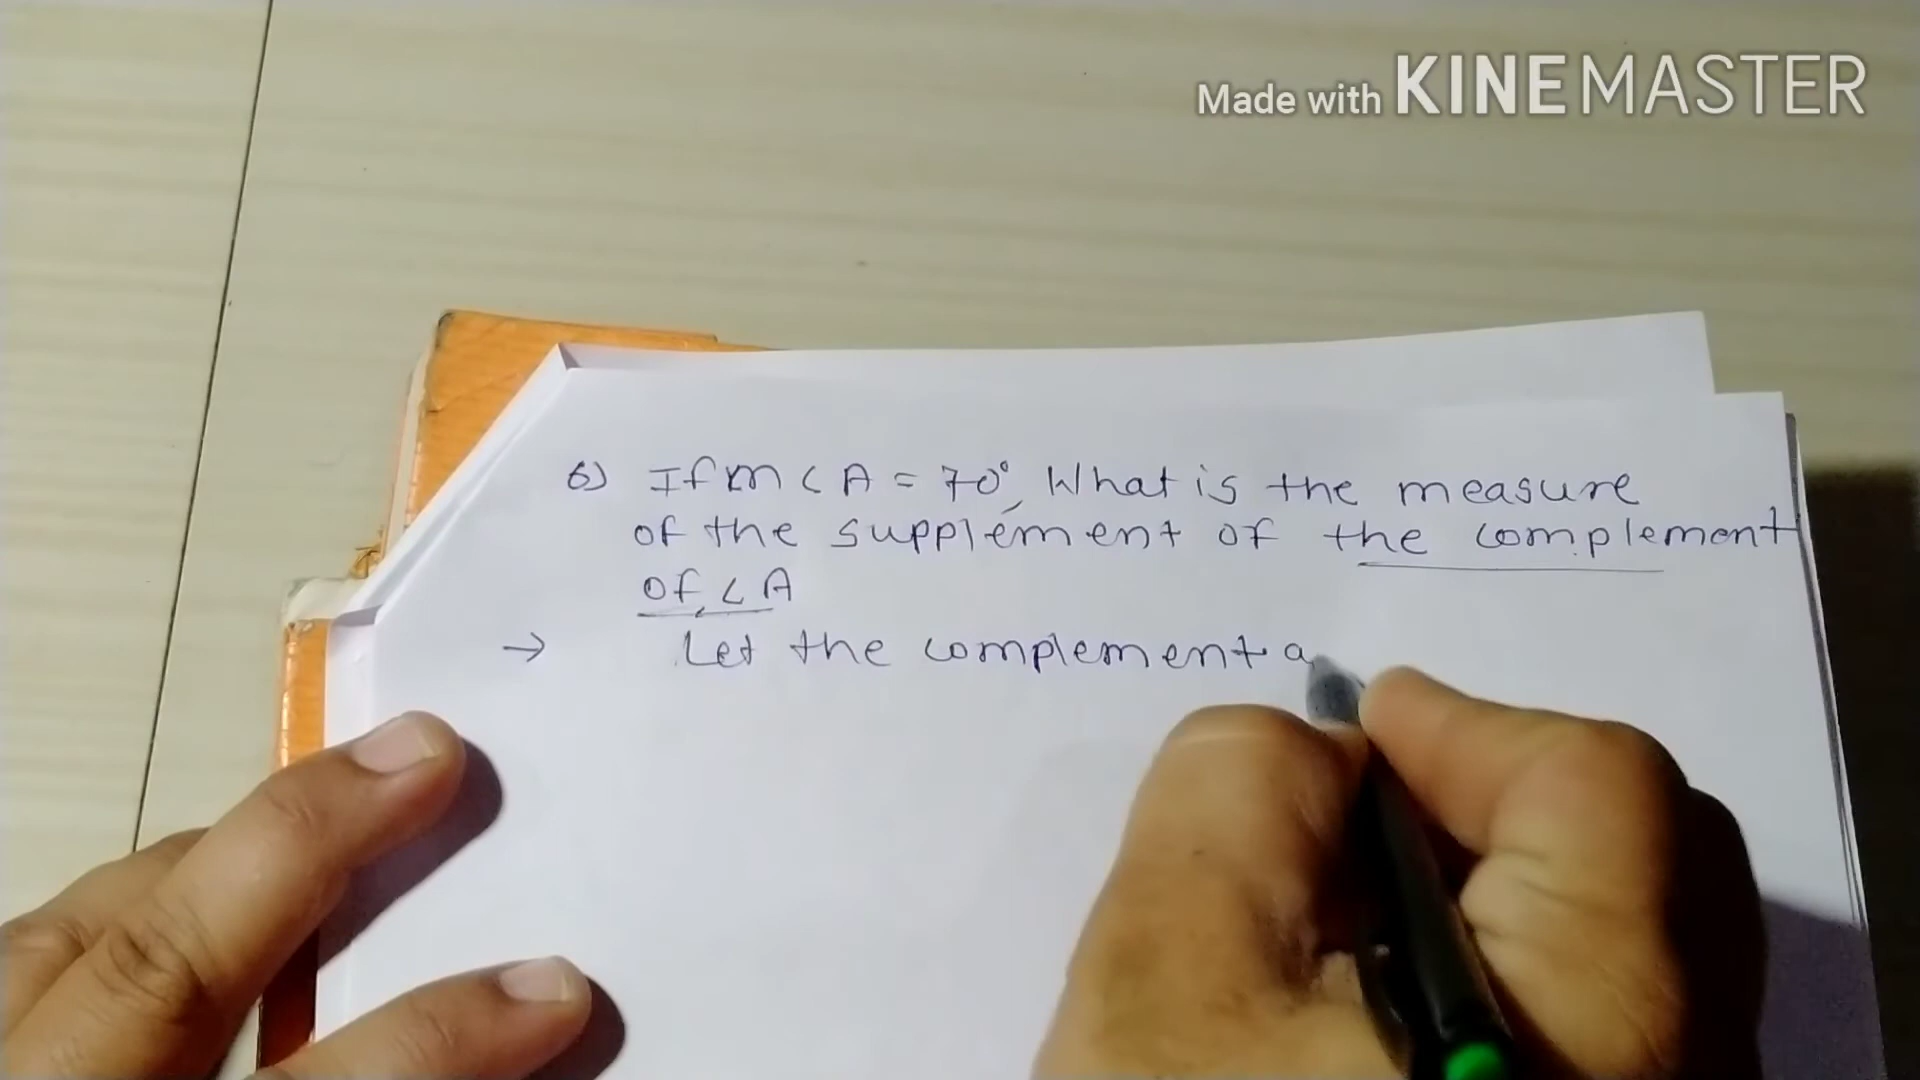 Made with KINEMASTER
6) If m < A = 70°, What is the measure
of the supplement of the complement
of < A
→ Let the complement a